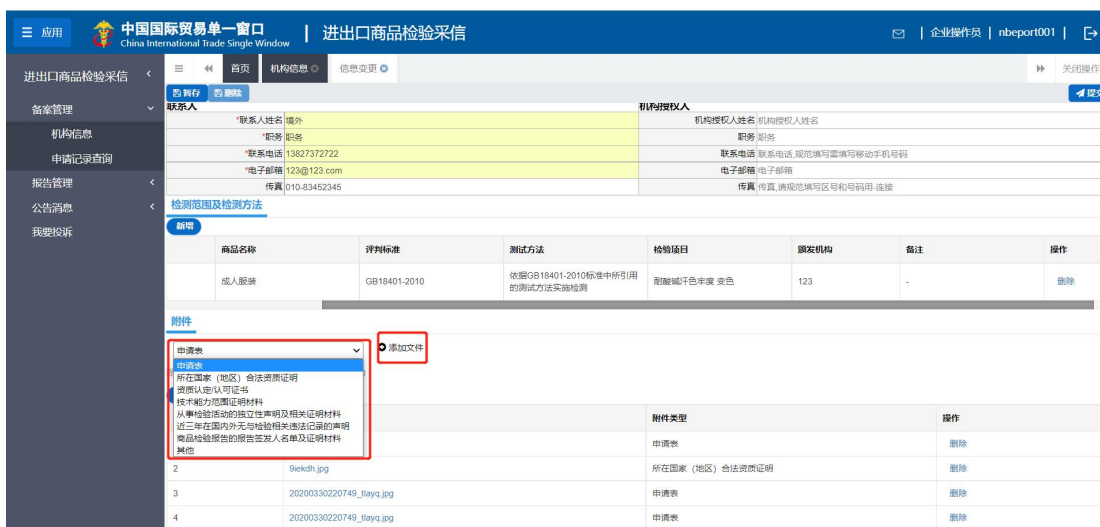 应用
中国国际贸易单一窗口 | 进出口商品检验采信
China International Trade Single Window
企业操作员 | nbeport001 |
进出口商品检验采信
首页 机构信息 信息变更 关闭操作
暂存 删除 提交
备案管理
机构信息
申请记录查询
报告管理
公告消息
我要投诉
联系人 机构授权人
*联系人姓名 境外 机构授权人姓名 机构授权人姓名
*职务 职务 职务 职务
*联系电话 13827372722 联系电话 联系电话,规范填写需填写移动手机号码
*电子邮箱 123@123.com 电子邮箱 电子邮箱
传真 010-83452345 传真 传真,请规范填写区号和号码用-连接
检测范围及检测方法
新增
商品名称 评判标准 测试方法 检验项目 颁发机构 备注 操作
成人服装 GB18401-2010 依据GB18401-2010标准中所引用的测试方法实施检测 耐酸碱汗色牢度 变色 123 - 删除
附件
申请表 添加文件
申请表
所在国家（地区）合法资质证明
资质认定/认可证书
技术能力范围证明材料
从事检验活动的独立性声明及相关证明材料
近三年在国内外无与检验相关违法记录的声明
商品检验报告的报告签发人名单及证明材料
其他
附件类型 操作
申请表 删除
2 9iekdh.jpg 所在国家（地区）合法资质证明 删除
3 20200330220749_tlayq.jpg 申请表 删除
4 20200330220749_tlayq.jpg 申请表 删除